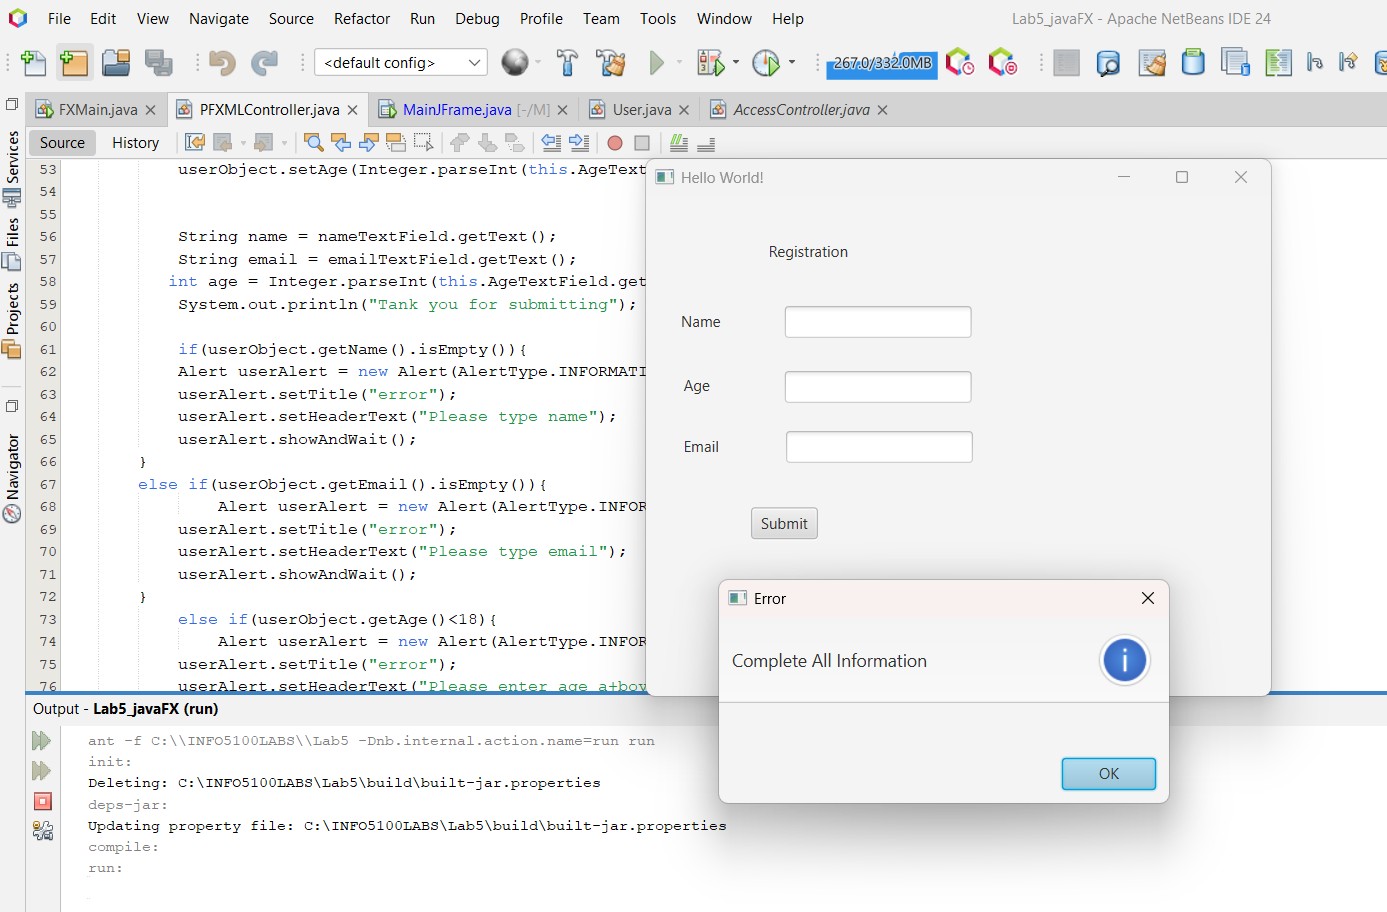 File Edit View Navigate Source Refactor Run Debug Profile Team Tools Window Help
Lab5_javaFX - Apache NetBeans IDE 24
<default config>
267.0/332.0MB
FXMain.java
PFXMLController.java
MainJFrame.java [-/M]
User.java
AccessController.java
Source History
Services
Files
Projects
Navigator
53 userObject.setAge(Integer.parseInt(this.AgeText
54
55
56 String name = nameTextField.getText();
57 String email = emailTextField.getText();
58 int age = Integer.parseInt(this.AgeTextField.get
59 System.out.println("Tank you for submitting");
60
61 if(userObject.getName().isEmpty()){
62 Alert userAlert = new Alert(AlertType.INFORMATI
63 userAlert.setTitle("error");
64 userAlert.setHeaderText("Please type name");
65 userAlert.showAndWait();
66 }
67 else if(userObject.getEmail().isEmpty()){
68 Alert userAlert = new Alert(AlertType.INFOR
69 userAlert.setTitle("error");
70 userAlert.setHeaderText("Please type email");
71 userAlert.showAndWait();
72 }
73 else if(userObject.getAge()<18){
74 Alert userAlert = new Alert(AlertType.INFOR
75 userAlert.setTitle("error");
76 userAlert.setHeaderText("Please enter age a+bov
Hello World!
Registration
Name
Age
Email
Submit
Error
Complete All Information
OK
Output - Lab5_javaFX (run)
ant -f C:\\INFO5100LABS\\Lab5 -Dnb.internal.action.name=run run
init:
Deleting: C:\INFO5100LABS\Lab5\build\built-jar.properties
deps-jar:
Updating property file: C:\INFO5100LABS\Lab5\build\built-jar.properties
compile:
run: